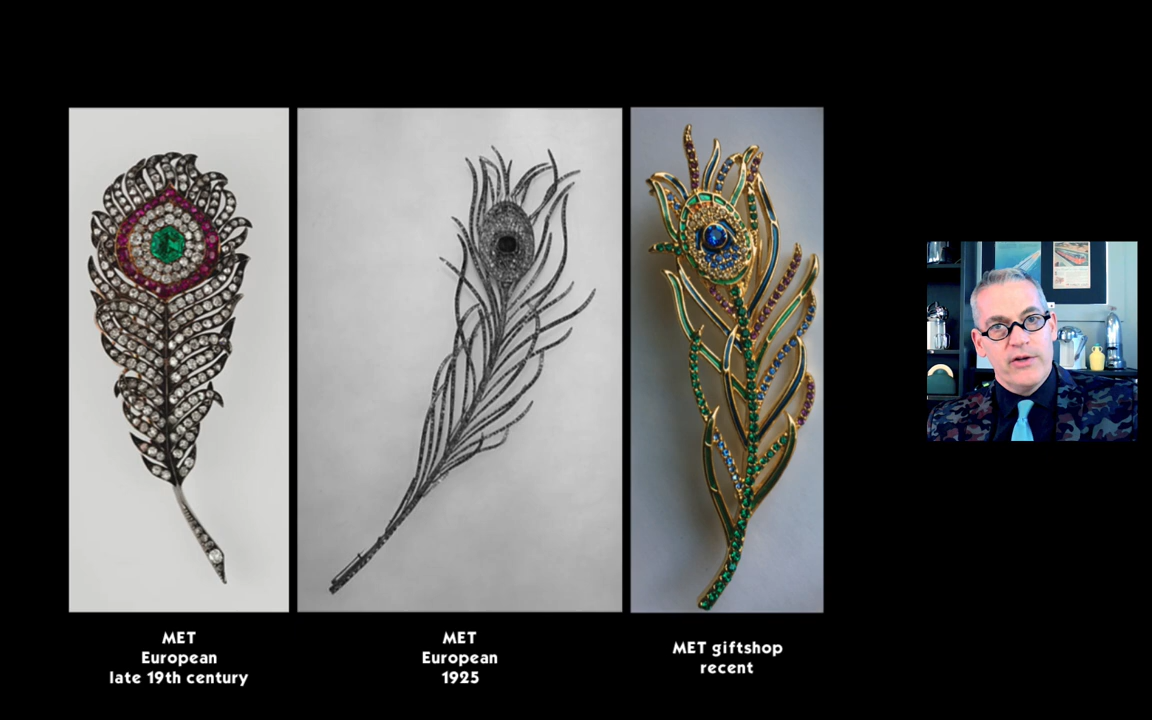 MET
European
late 19th century
MET
European
1925
MET giftshop
recent